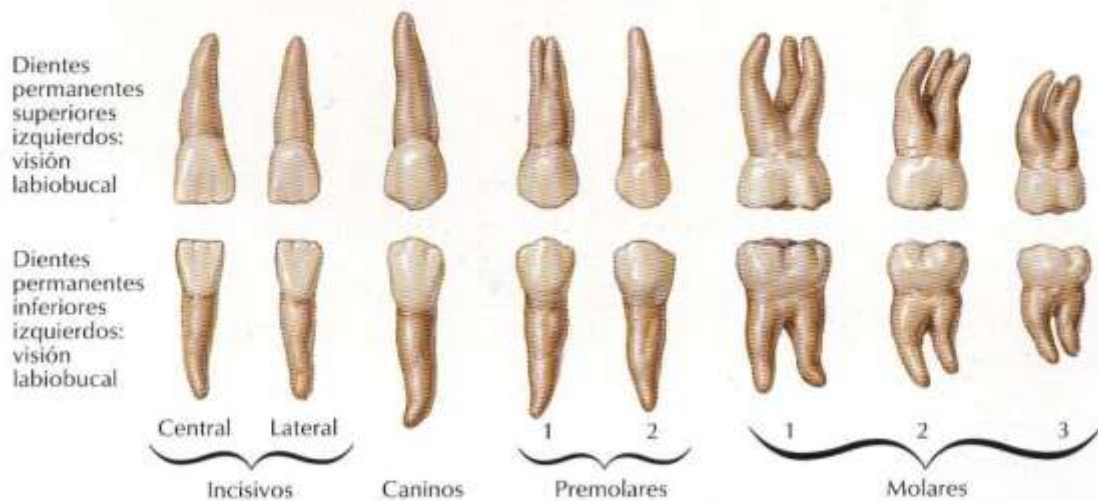 Dientes
permanentes
superiores
izquierdos:
visión
labiobucal
Dientes
permanentes
inferiores
izquierdos:
visión
labiobucal
Central Lateral 1 2 1 2 3
Incisivos Caninos Premolares Molares